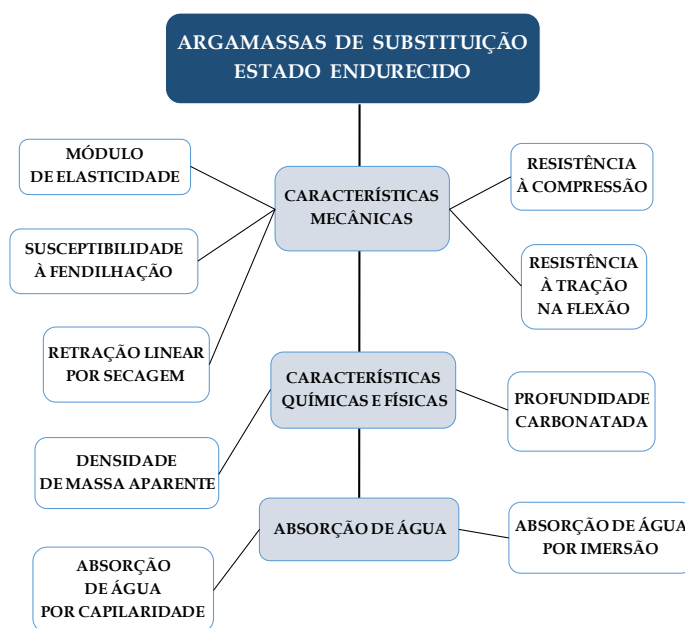 ARGAMASSAS DE SUBSTITUIÇÃO
ESTADO ENDURECIDO
MÓDULO
DE ELASTICIDADE
RESISTÊNCIA
À COMPRESSÃO
CARACTERÍSTICAS
MECÂNICAS
SUSCEPTIBILIDADE
À FENDILHAÇÃO
RESISTÊNCIA
À TRAÇÃO
NA FLEXÃO
RETRAÇÃO LINEAR
POR SECAGEM
CARACTERÍSTICAS
QUÍMICAS E FÍSICAS
PROFUNDIDADE
CARBONATADA
DENSIDADE
DE MASSA APARENTE
ABSORÇÃO DE ÁGUA
ABSORÇÃO DE ÁGUA
POR IMERSÃO
ABSORÇÃO
DE ÁGUA
POR CAPILARIDADE